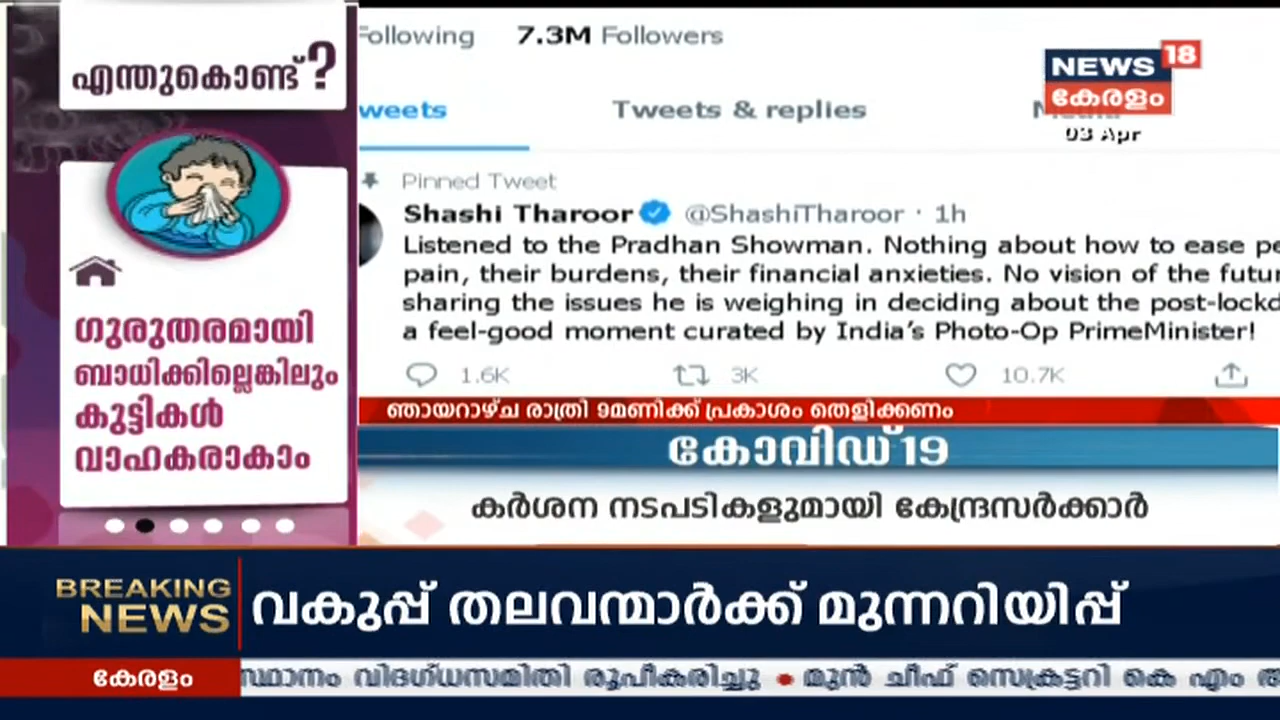 എന്തുകൊണ്ട്?
ഗുരുതരമായി
ബാധിക്കില്ലെങ്കിലും
കുട്ടികൾ
വാഹകരാകാം
7.3M Followers
Tweets & replies
NEWS 18
കേരളം
03 Apr
Pinned Tweet
Shashi Tharoor @ShashiTharoor · 1h
Listened to the Pradhan Showman. Nothing about how to ease
pain, their burdens, their financial anxieties. No vision of the
sharing the issues he is weighing in deciding about the
a feel-good moment curated by India’s Photo-Op PrimeMinister!
1.6K 3K 10.7K
ഞായറാഴ്ച രാത്രി 9മണിക്ക് പ്രകാശം തെളിക്കണം
കോവിഡ് 19
കർശന നടപടികളുമായി കേന്ദ്രസർക്കാർ
BREAKING
NEWS
വകുപ്പ് തലവന്മാർക്ക് മുന്നറിയിപ്പ്
കേരളം
വിദഗ്ധസമിതി രൂപീകരിച്ചു • മുൻ ചീഫ് സെക്രട്ടറി കെ എം